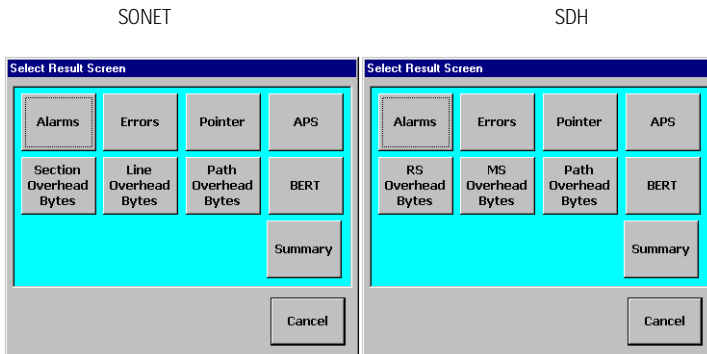 SONET
SDH
Select Result Screen
Alarms
Errors
Pointer
APS
Section
Overhead
Bytes
Line
Overhead
Bytes
Path
Overhead
Bytes
BERT
Summary
Cancel
Select Result Screen
Alarms
Errors
Pointer
APS
RS
Overhead
Bytes
MS
Overhead
Bytes
Path
Overhead
Bytes
BERT
Summary
Cancel